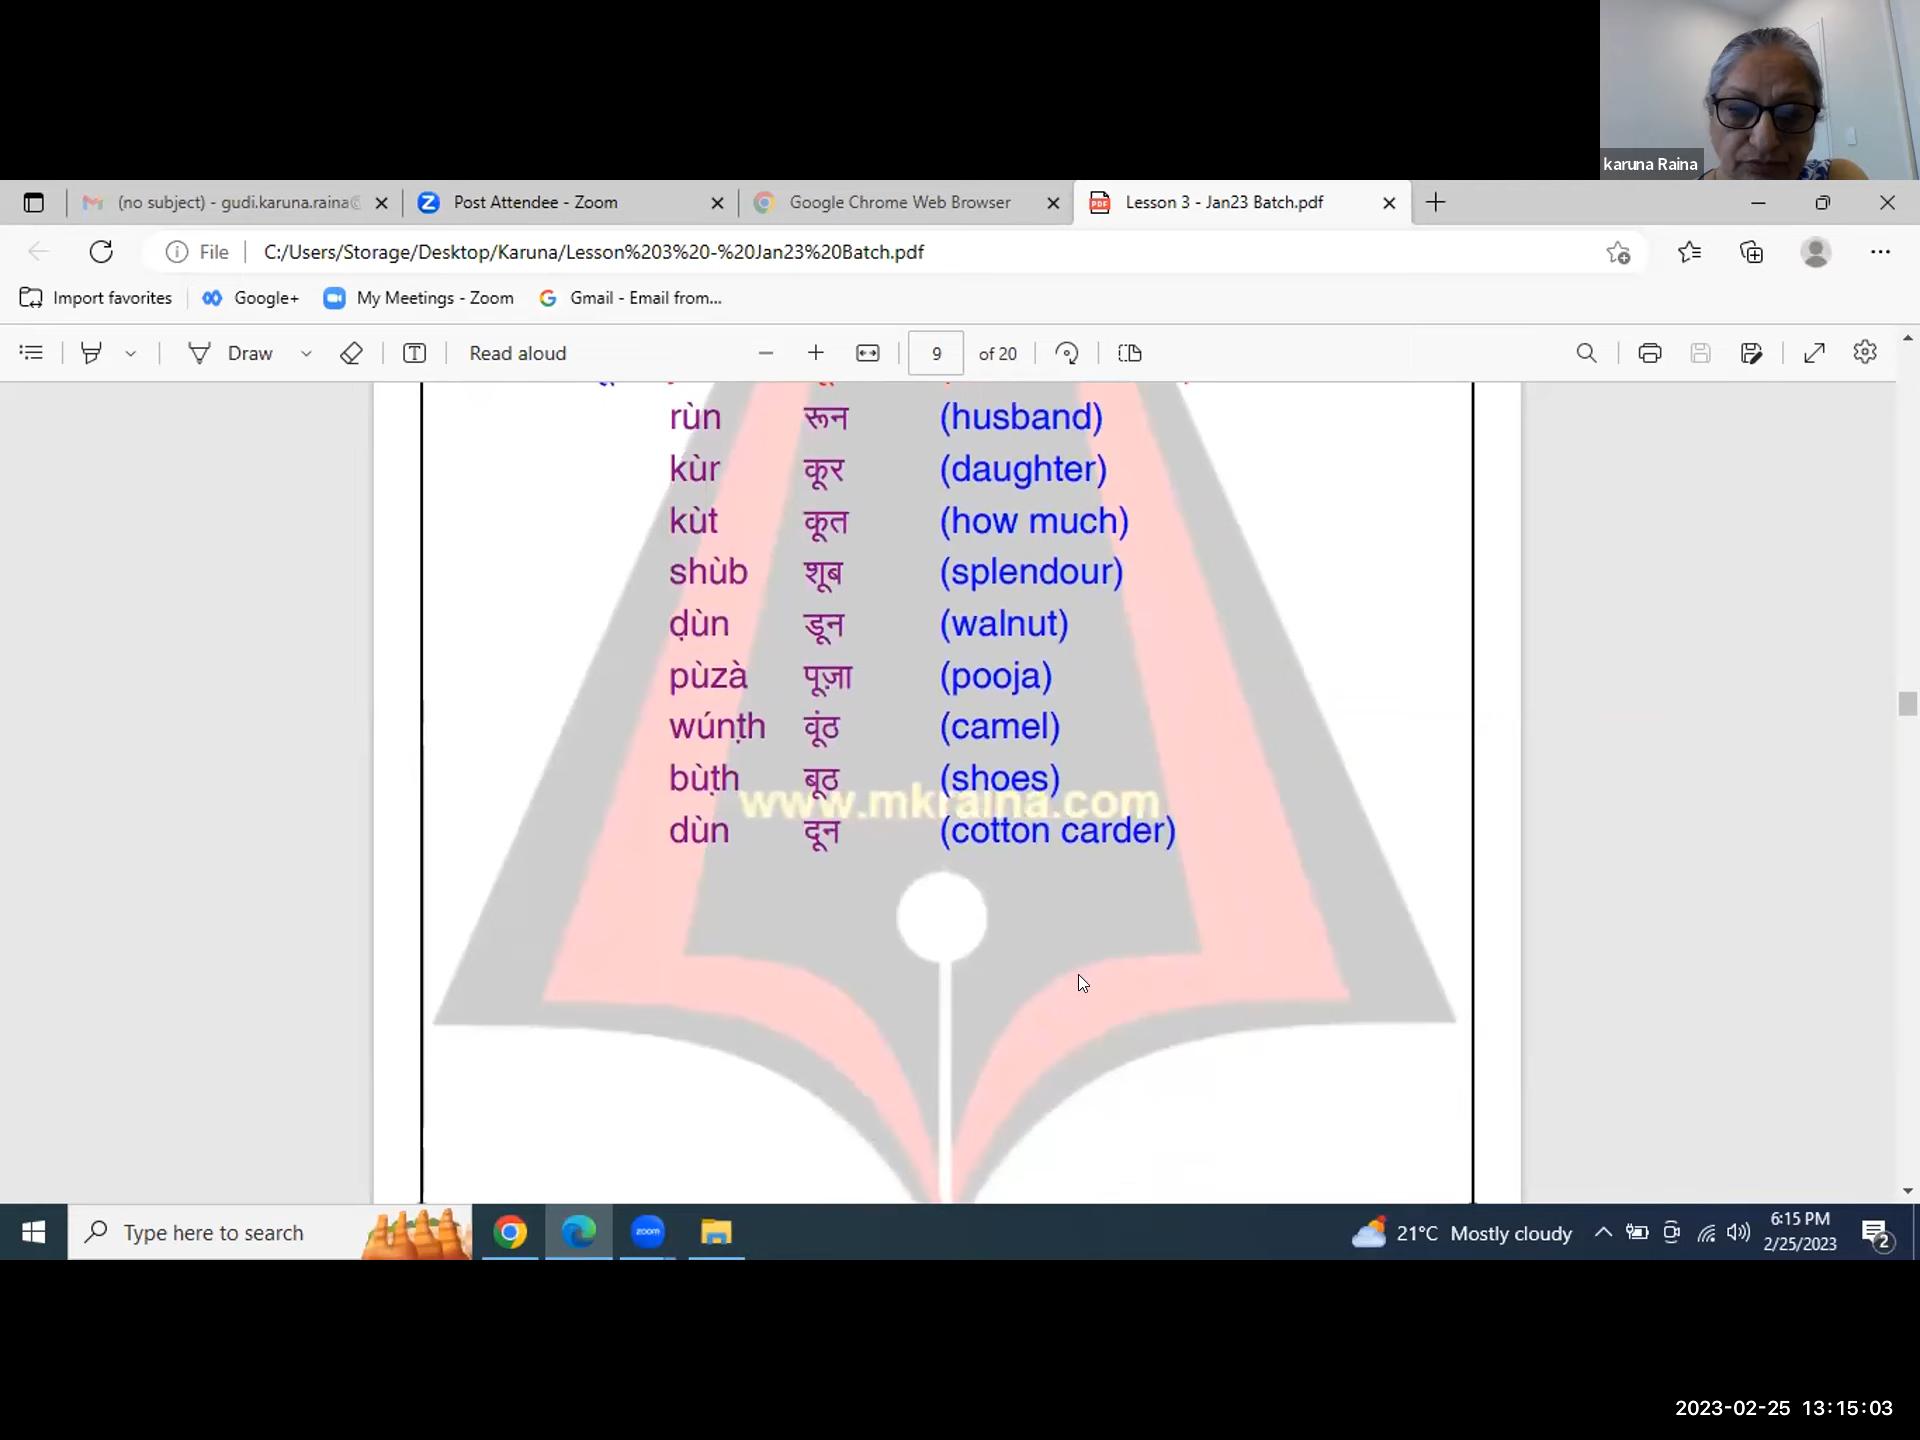 karuna Raina
(no subject) - gudi.karuna.raina@ Post Attendee - Zoom Google Chrome Web Browser Lesson 3 - Jan23 Batch.pdf
File C:/Users/Storage/Desktop/Karuna/Lesson%203%20-%20Jan23%20Batch.pdf
Import favorites Google+ My Meetings - Zoom Gmail - Email from...
Draw Read aloud 9 of 20
rùn रून (husband)
kùr कूर (daughter)
kùt कूत (how much)
shùb शूब (splendour)
ḍùn डून (walnut)
pùzà पूज़ा (pooja)
wúnṭh वूंठ (camel)
bùṭh बूठ (shoes)
www.mkraina.com
dùn दून (cotton carder)
Type here to search zoom 21°C Mostly cloudy 6:15 PM
2/25/2023 2
2023-02-25 13:15:03